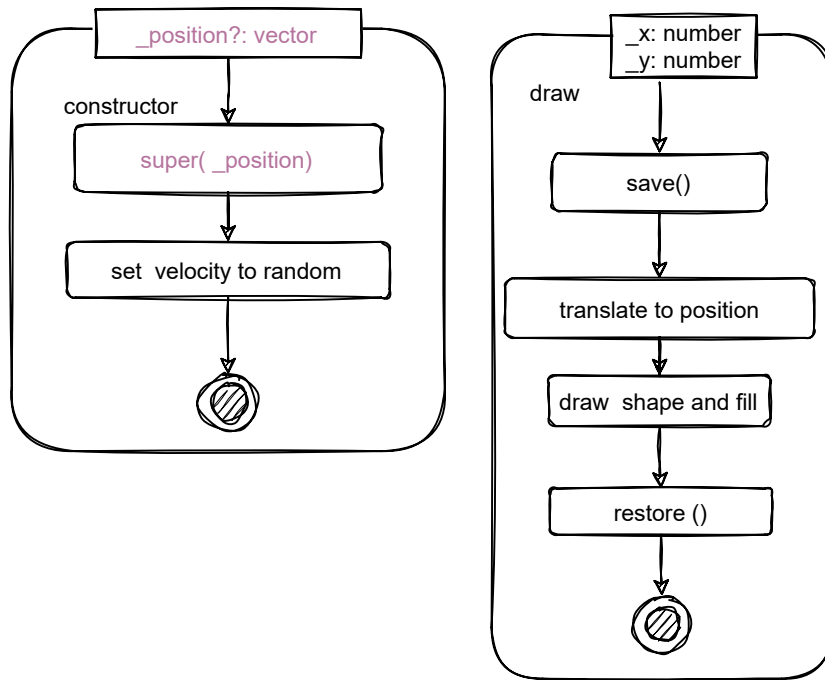 _position?: vector
constructor
super( _position)
set  velocity to random
_x: number
_y: number
draw
save()
translate to position
draw  shape and fill
restore ()